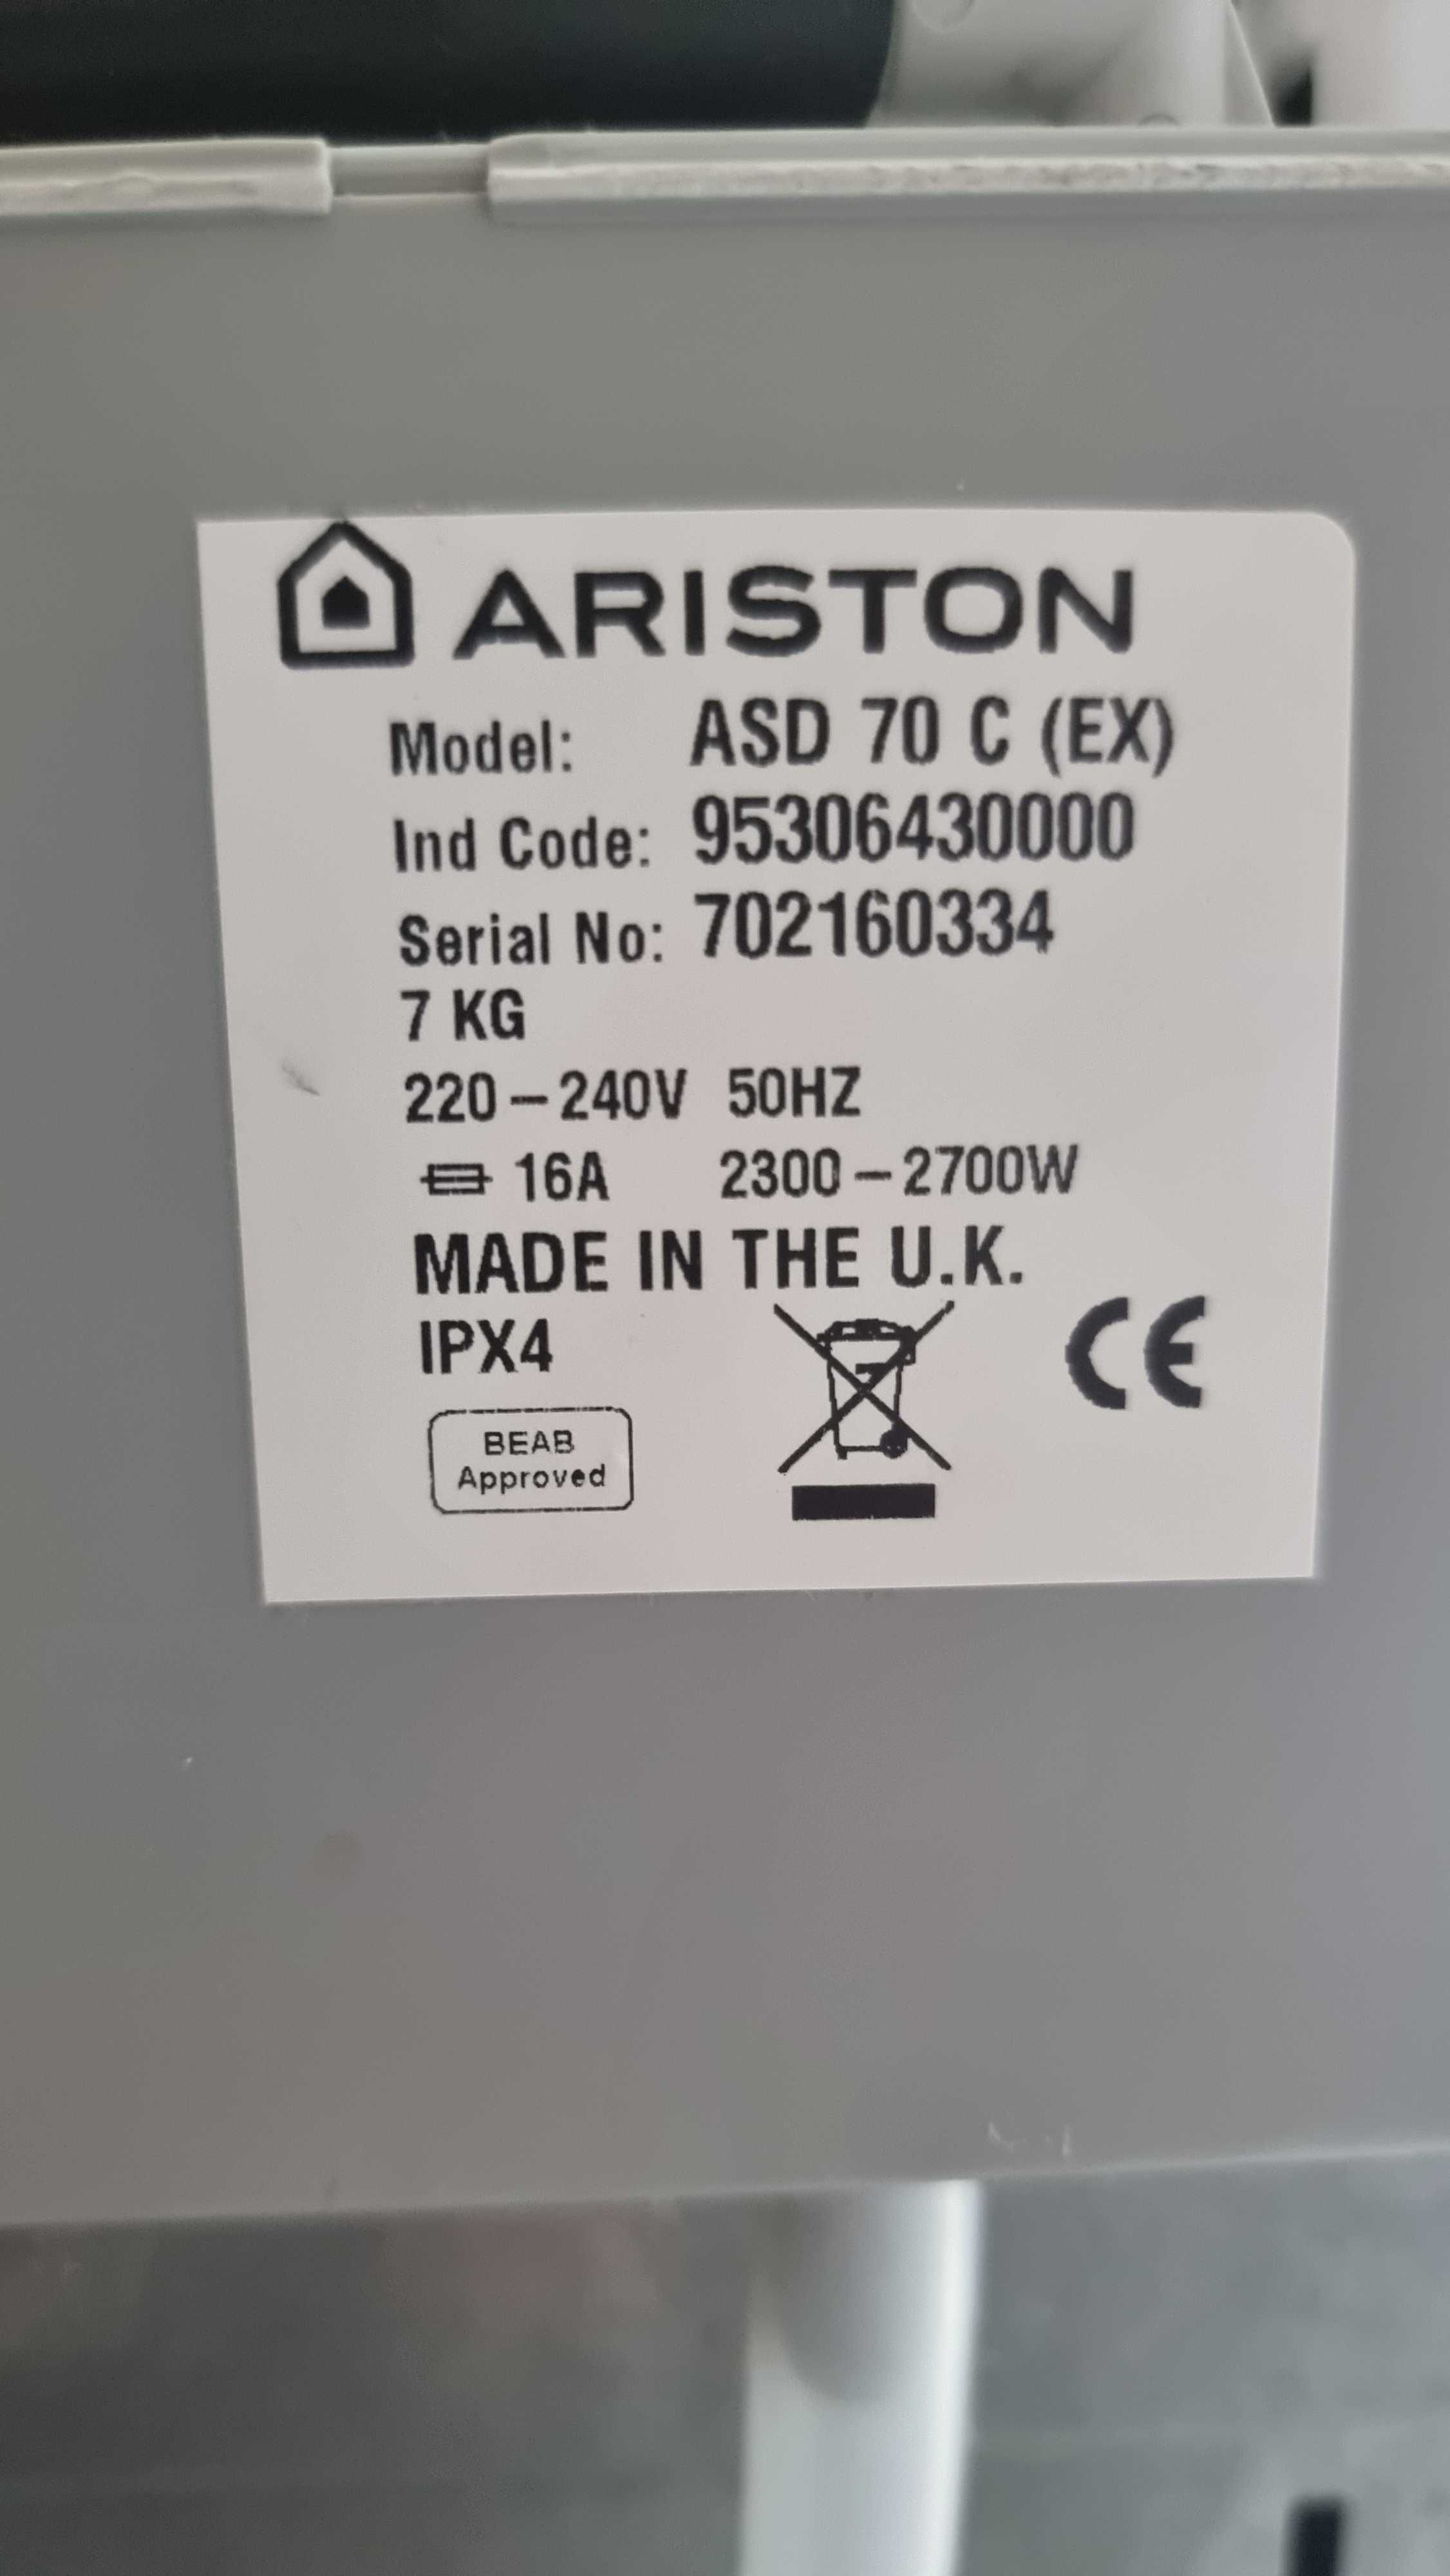 ARISTON
Model: ASD 70 C (EX)
Ind Code: 95306430000
Serial No: 702160334
7 KG
220–240V 50HZ
16A 2300–2700W
MADE IN THE U.K.
IPX4
CE
BEAB
Approved